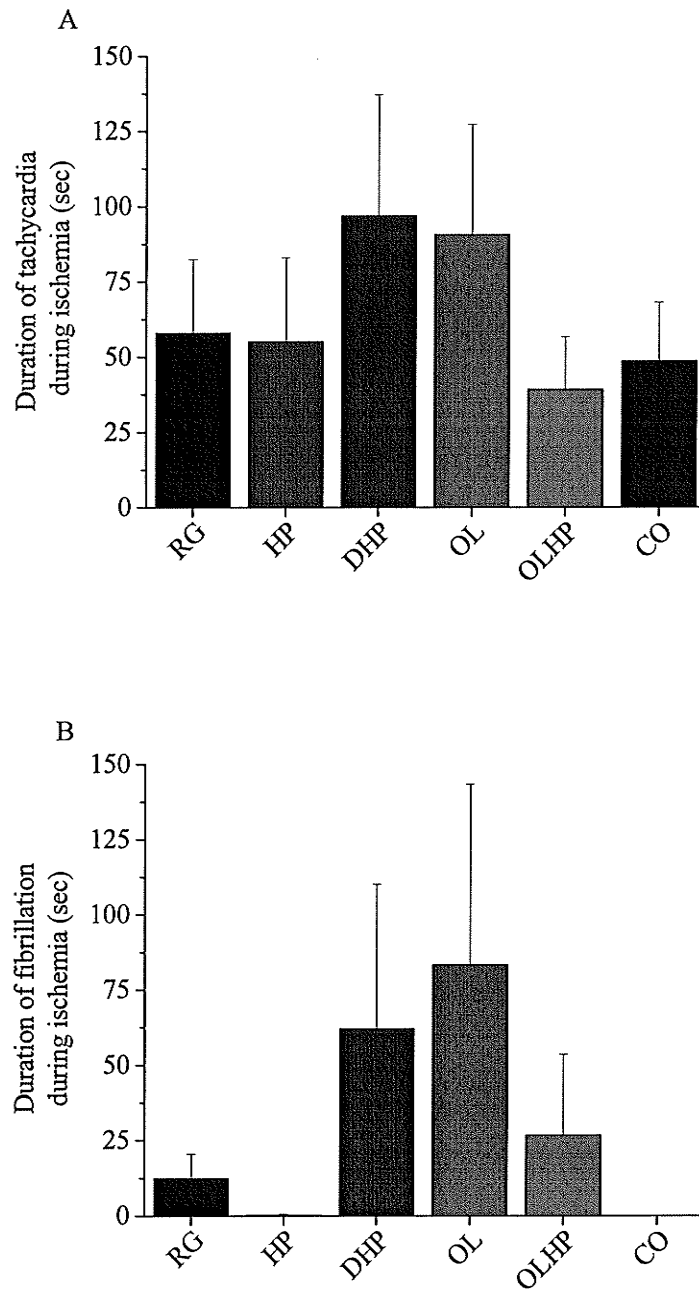 A
150
125
100
75
50
25
0
Duration of tachycardia
during ischemia (sec)
RG HP DHP OL OLHP CO
B
150
125
100
75
50
25
0
Duration of fibrillation
during ischemia (sec)
RG HP DHP OL OLHP CO